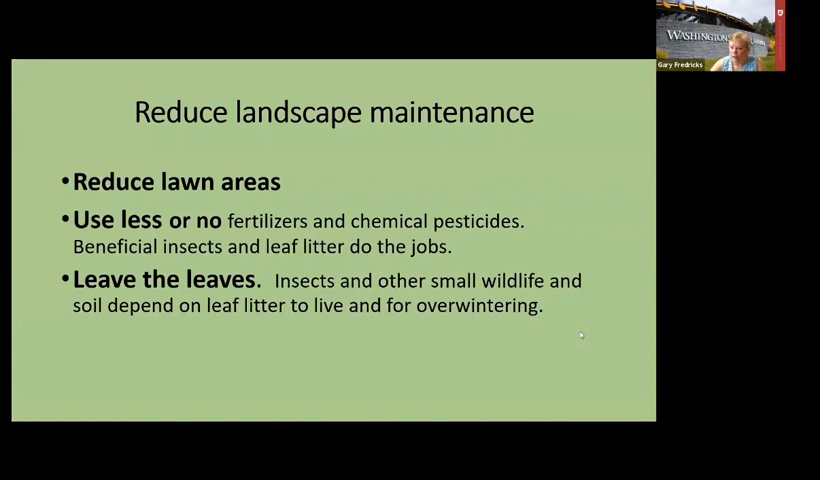 WASHINGTON
Gary Fredricks
Reduce landscape maintenance
•Reduce lawn areas
•Use less or no fertilizers and chemical pesticides.
Beneficial insects and leaf litter do the jobs.
•Leave the leaves. Insects and other small wildlife and
soil depend on leaf litter to live and for overwintering.